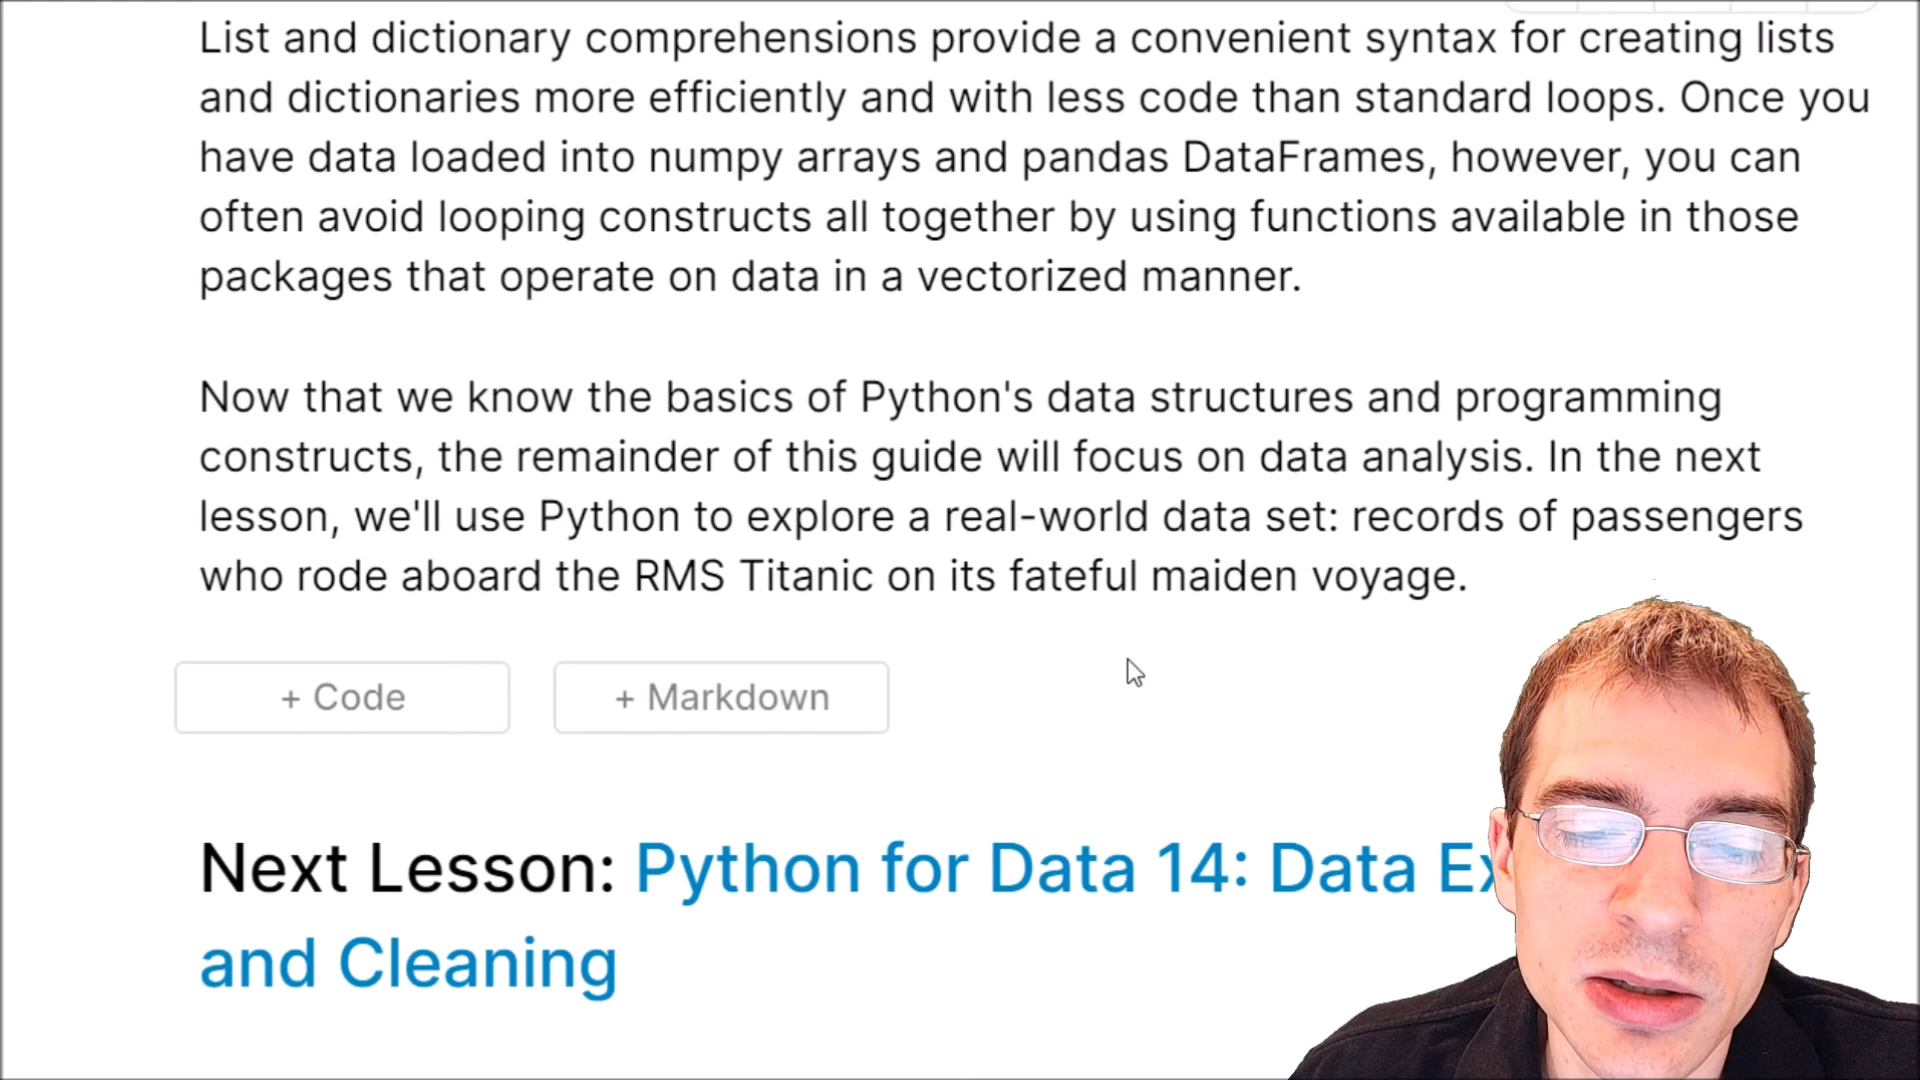 List and dictionary comprehensions provide a convenient syntax for creating lists
and dictionaries more efficiently and with less code than standard loops. Once you
have data loaded into numpy arrays and pandas DataFrames, however, you can
often avoid looping constructs all together by using functions available in those
packages that operate on data in a vectorized manner.
Now that we know the basics of Python's data structures and programming
constructs, the remainder of this guide will focus on data analysis. In the next
lesson, we'll use Python to explore a real-world data set: records of passengers
who rode aboard the RMS Titanic on its fateful maiden voyage.
+ Code + Markdown
Next Lesson: Python for Data 14: Data
and Cleaning